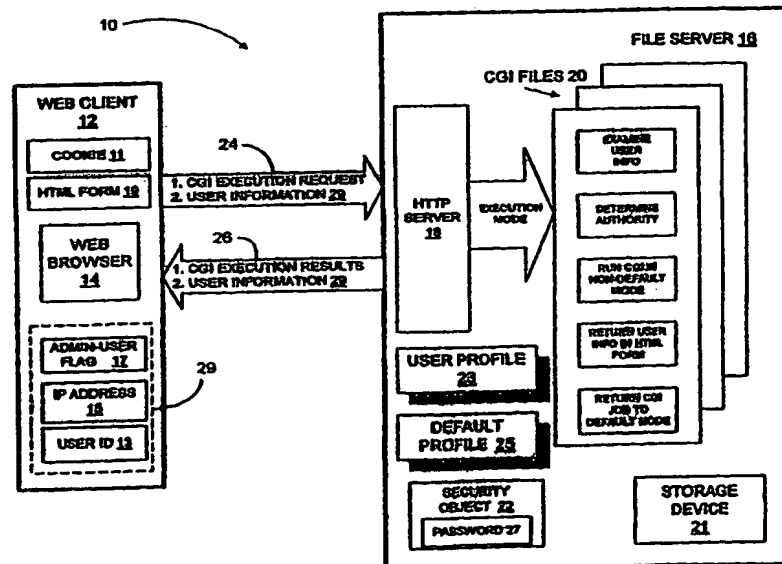 10
FILE SERVER 16
CGI FILES 20
WEB CLIENT
12
COOKIE 11
HTML FORM 19
24
1. CGI EXECUTION REQUEST
2. USER INFORMATION 29
HTTP
SERVER
18
EXECUTION
MODE
EXAMINE
USER
INFO
DETERMINE
AUTHORITY
RUN CGI IN
NON-DEFAULT
MODE
RETURN USER
INFO IN HTML
FORM
RETURN CGI
JOB TO
DEFAULT MODE
WEB
BROWSER
14
26
1. CGI EXECUTION RESULTS
2. USER INFORMATION 29
ADMIN-USER
FLAG 17
IP ADDRESS
15
USER ID 13
29
USER PROFILE
23
DEFAULT
PROFILE 25
SECURITY
OBJECT 22
PASSWORD 27
STORAGE
DEVICE
21